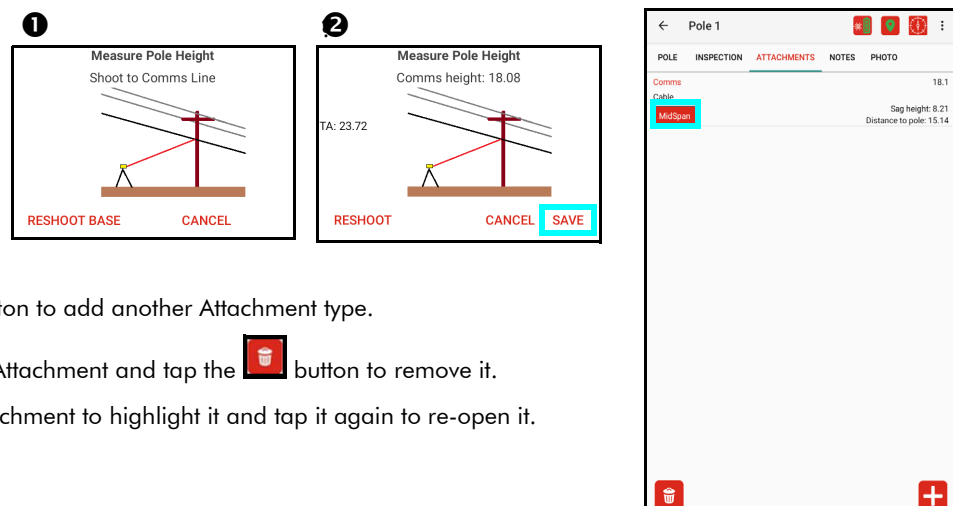 ❶
Measure Pole Height
Shoot to Comms Line
RESHOOT BASE CANCEL
❷
Measure Pole Height
Comms height: 18.08
TA: 23.72
RESHOOT CANCEL SAVE
ton to add another Attachment type.
Attachment and tap the button to remove it.
chment to highlight it and tap it again to re-open it.
Pole 1
POLE INSPECTION ATTACHMENTS NOTES PHOTO
Comms 18.1
Cable
MidSpan
Sag height: 8.21
Distance to pole: 15.14